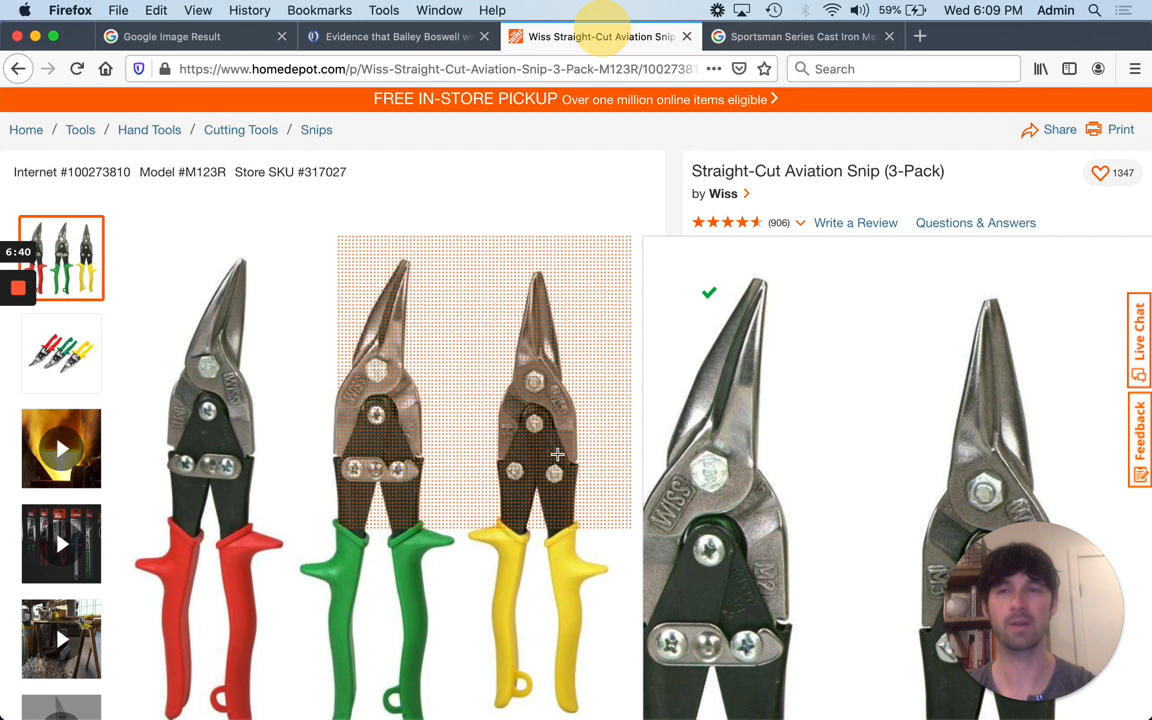 Firefox File Edit View History Bookmarks Tools Window Help 59% Wed 6:09 PM Admin
Google Image Result Evidence that Bailey Boswell w Wiss Straight-Cut Aviation Snip Sportsman Series Cast Iron Me
https://www.homedepot.com/p/Wiss-Straight-Cut-Aviation-Snip-3-Pack-M123R/10027381 Search
FREE IN-STORE PICKUP Over one million online items eligible
Home / Tools / Hand Tools / Cutting Tools / Snips Share Print
Internet #100273810 Model #M123R Store SKU #317027
Straight-Cut Aviation Snip (3-Pack)
1347
by Wiss
(906) Write a Review Questions & Answers
6:40
Live Chat
Feedback
WISS
WISS